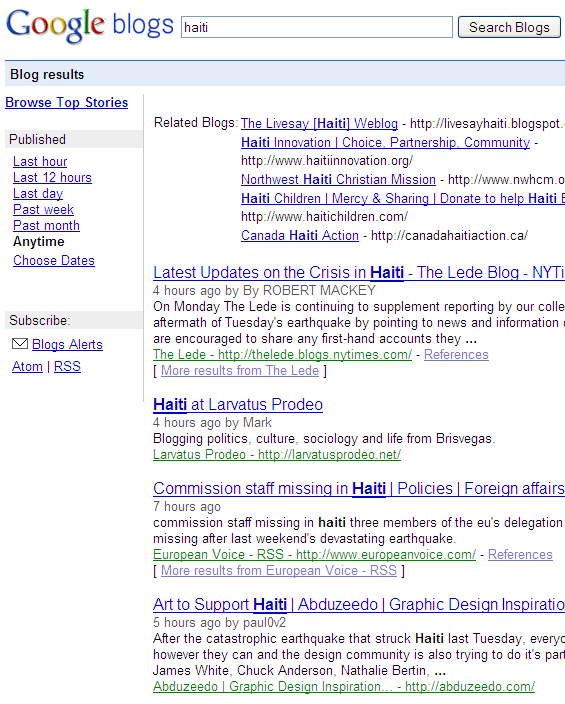 Google blogs haiti Search Blogs
Blog results
Browse Top Stories
Published
Last hour
Last 12 hours
Last day
Past week
Past month
Anytime
Choose Dates
Subscribe:
Blogs Alerts
Atom | RSS
Related Blogs: The Livesay [Haiti] Weblog - http://livesayhaiti.blogspot.
Haiti Innovation | Choice, Partnership, Community -
http://www.haitiinnovation.org/
Northwest Haiti Christian Mission - http://www.nwhcm.o
Haiti Children | Mercy & Sharing | Donate to help Haiti E
http://www.haitichildren.com/
Canada Haiti Action - http://canadahaitiaction.ca/
Latest Updates on the Crisis in Haiti - The Lede Blog - NYTi
4 hours ago by By ROBERT MACKEY
On Monday The Lede is continuing to supplement reporting by our colle
aftermath of Tuesday's earthquake by pointing to news and information
are encouraged to share any first-hand accounts they ...
The Lede - http://thelede.blogs.nytimes.com/ - References
[ More results from The Lede ]
Haiti at Larvatus Prodeo
4 hours ago by Mark
Blogging politics, culture, sociology and life from Brisvegas.
Larvatus Prodeo - http://larvatusprodeo.net/
Commission staff missing in Haiti | Policies | Foreign affairs
7 hours ago
commission staff missing in haiti three members of the eu's delegation
missing after last weekend's devastating earthquake.
European Voice - RSS - http://www.europeanvoice.com/ - References
[ More results from European Voice - RSS ]
Art to Support Haiti | Abduzeedo | Graphic Design Inspiratio
5 hours ago by paul0v2
After the catastrophic earthquake that struck Haiti last Tuesday, everyo
however they can and the design community is also trying to do it's part
James White, Chuck Anderson, Nathalie Bertin, ...
Abduzeedo | Graphic Design Inspiration... - http://abduzeedo.com/